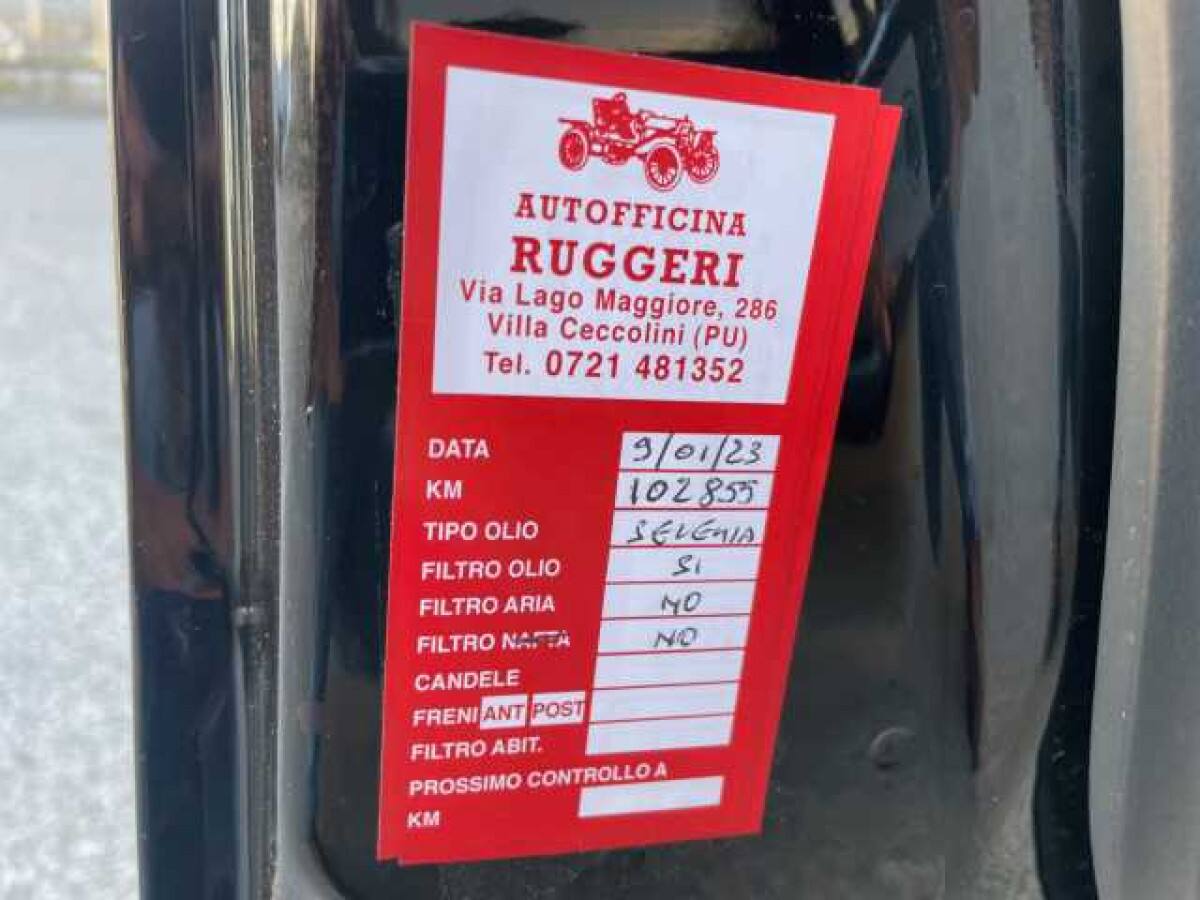 AUTOFFICINA
RUGGERI
Via Lago Maggiore, 286
Villa Ceccolini (PU)
Tel. 0721 481352
DATA 9/01/23
KM 102855
TIPO OLIO SELENIA
FILTRO OLIO SI
FILTRO ARIA NO
FILTRO NAFTA NO
CANDELE
FRENI ANT POST
FILTRO ABIT.
PROSSIMO CONTROLLO A
KM